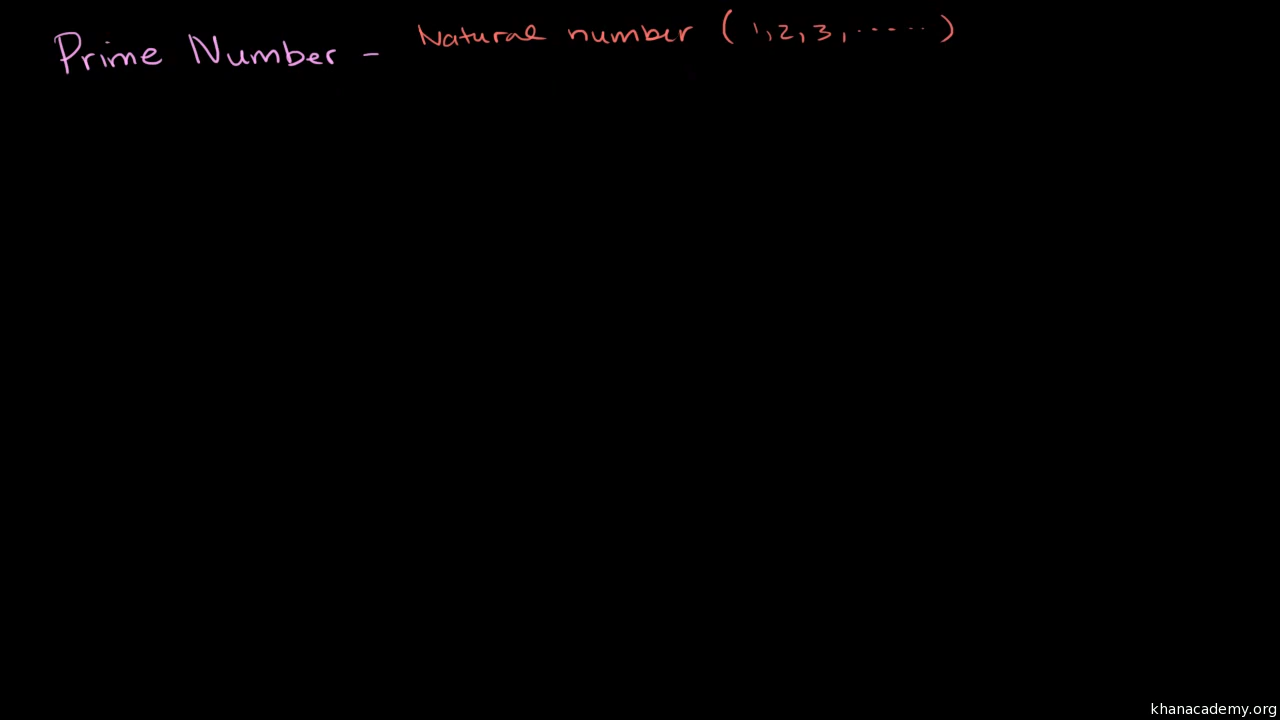 Prime Number - Natural number (1,2,3,......)
khanacademy.org